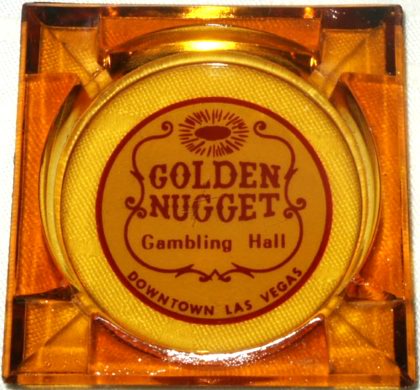 GOLDEN
NUGGET
Gambling Hall
DOWNTOWN LAS VEGAS